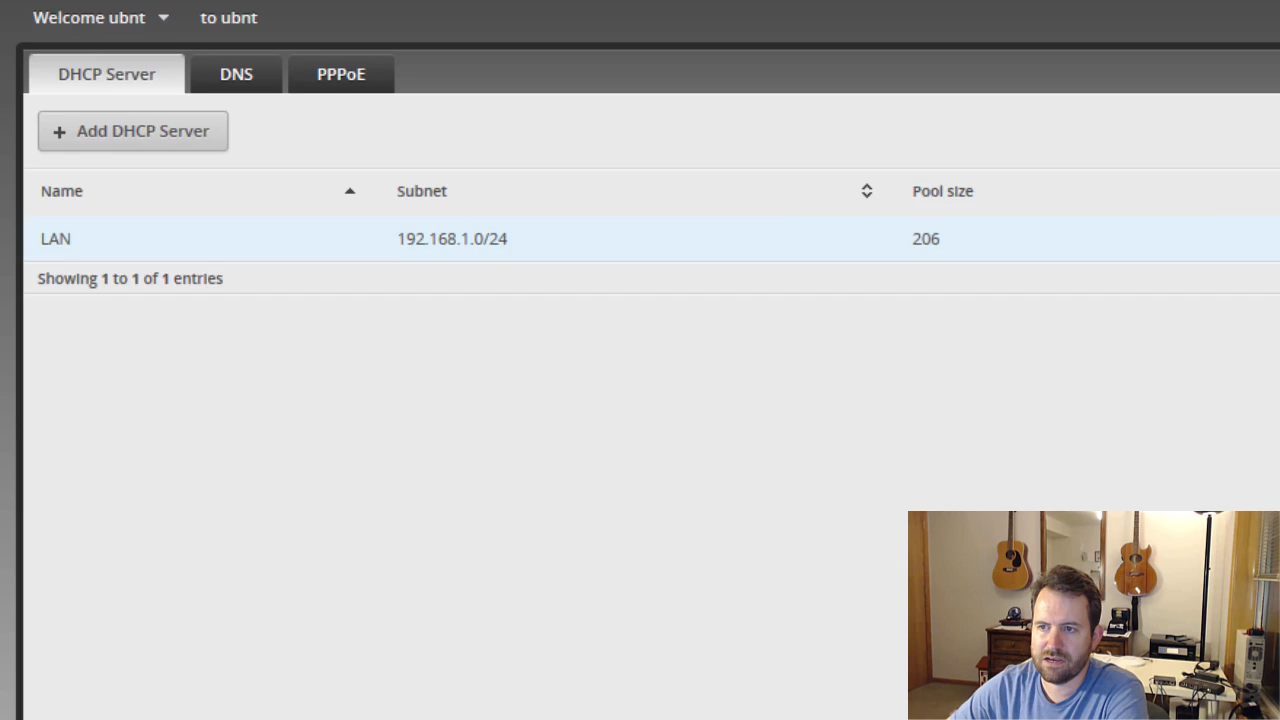 Welcome ubnt to ubnt
DHCP Server DNS PPPoE
+ Add DHCP Server
Name Subnet Pool size
LAN 192.168.1.0/24 206
Showing 1 to 1 of 1 entries